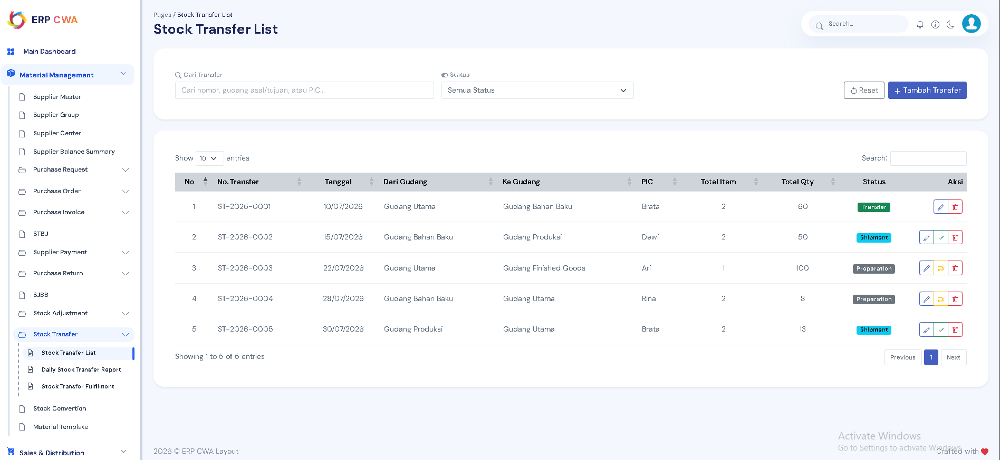 ERP CWA
Main Dashboard
Material Management
Supplier Master
Supplier Group
Supplier Center
Supplier Balance Summary
Purchase Request
Purchase Order
Purchase Invoice
STBJ
Supplier Payment
Purchase Return
SJBB
Stock Adjustment
Stock Transfer
Stock Transfer List
Daily Stock Transfer Report
Stock Transfer Fulfilment
Stock Convertion
Material Template
Sales & Distribution
Pages / Stock Transfer List
Stock Transfer List
Search...
Cari Transfer
Status
Cari nomor, gudang asal/tujuan, atau PIC...
Semua Status
Reset
+ Tambah Transfer
Show 10 entries
Search:
No No. Transfer Tanggal Dari Gudang Ke Gudang PIC Total Item Total Qty Status Aksi
1 ST-2026-0001 10/07/2026 Gudang Utama Gudang Bahan Baku Brata 2 60 Transfer
2 ST-2026-0002 15/07/2026 Gudang Bahan Baku Gudang Produksi Dewi 2 50 Shipment
3 ST-2026-0003 22/07/2026 Gudang Utama Gudang Finished Goods Ari 1 100 Preparation
4 ST-2026-0004 28/07/2026 Gudang Bahan Baku Gudang Utama Rina 2 8 Preparation
5 ST-2026-0005 30/07/2026 Gudang Produksi Gudang Utama Brata 2 13 Shipment
Showing 1 to 5 of 5 entries
Previous 1 Next
Activate Windows
Go to Settings to activate Windows.
2026 © ERP CWA Layout
Crafted with